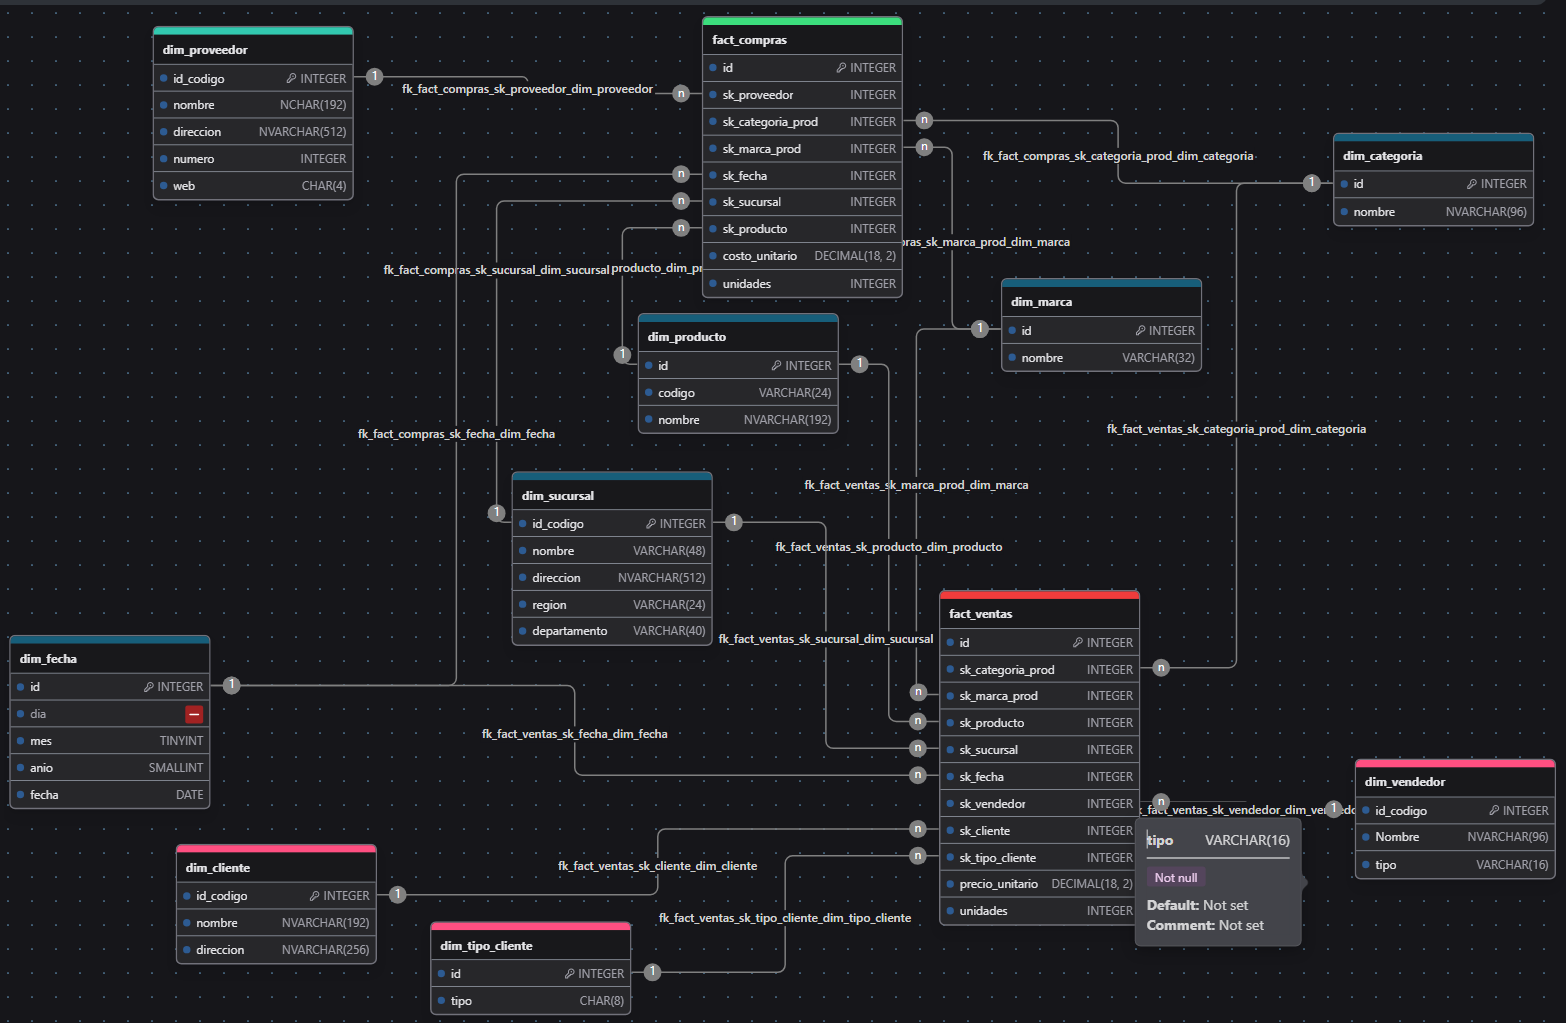 dim_proveedor
id_codigo INTEGER
nombre NCHAR(192)
direccion NVARCHAR(512)
numero INTEGER
web CHAR(4)
1
fk_fact_compras_sk_proveedor_dim_proveedor
n
fact_compras
id INTEGER
sk_proveedor INTEGER
sk_categoria_prod INTEGER
sk_marca_prod INTEGER
sk_fecha INTEGER
sk_sucursal INTEGER
sk_producto INTEGER
costo_unitario DECIMAL(18, 2)
unidades INTEGER
n
n
n
n
n
fk_fact_compras_sk_categoria_prod_dim_categoria
1
dim_categoria
id INTEGER
nombre NVARCHAR(96)
ras_sk_marca_prod_dim_marca
fk_fact_compras_sk_sucursal_dim_sucursal
producto_dim_pr
dim_marca
id INTEGER
nombre VARCHAR(32)
1
dim_producto
id INTEGER
codigo VARCHAR(24)
nombre NVARCHAR(192)
1
1
fk_fact_compras_sk_fecha_dim_fecha
fk_fact_ventas_sk_categoria_prod_dim_categoria
fk_fact_ventas_sk_marca_prod_dim_marca
dim_sucursal
id_codigo INTEGER
nombre VARCHAR(48)
direccion NVARCHAR(512)
region VARCHAR(24)
departamento VARCHAR(40)
1
1
fk_fact_ventas_sk_producto_dim_producto
fk_fact_ventas_sk_sucursal_dim_sucursal
dim_fecha
id INTEGER
dia
mes TINYINT
anio SMALLINT
fecha DATE
1
fk_fact_ventas_sk_fecha_dim_fecha
fact_ventas
id INTEGER
sk_categoria_prod INTEGER
sk_marca_prod INTEGER
sk_producto INTEGER
sk_sucursal INTEGER
sk_fecha INTEGER
sk_vendedor INTEGER
sk_cliente INTEGER
sk_tipo_cliente INTEGER
precio_unitario DECIMAL(18, 2)
unidades INTEGER
n
n
n
n
n
n
n
n
k_fact_ventas_sk_vendedor_dim_vendedo
1
dim_vendedor
id_codigo INTEGER
Nombre NVARCHAR(96)
tipo VARCHAR(16)
tipo VARCHAR(16)
Not null
Default: Not set
Comment: Not set
dim_cliente
id_codigo INTEGER
nombre NVARCHAR(192)
direccion NVARCHAR(256)
1
fk_fact_ventas_sk_cliente_dim_cliente
fk_fact_ventas_sk_tipo_cliente_dim_tipo_cliente
dim_tipo_cliente
id INTEGER
tipo CHAR(8)
1